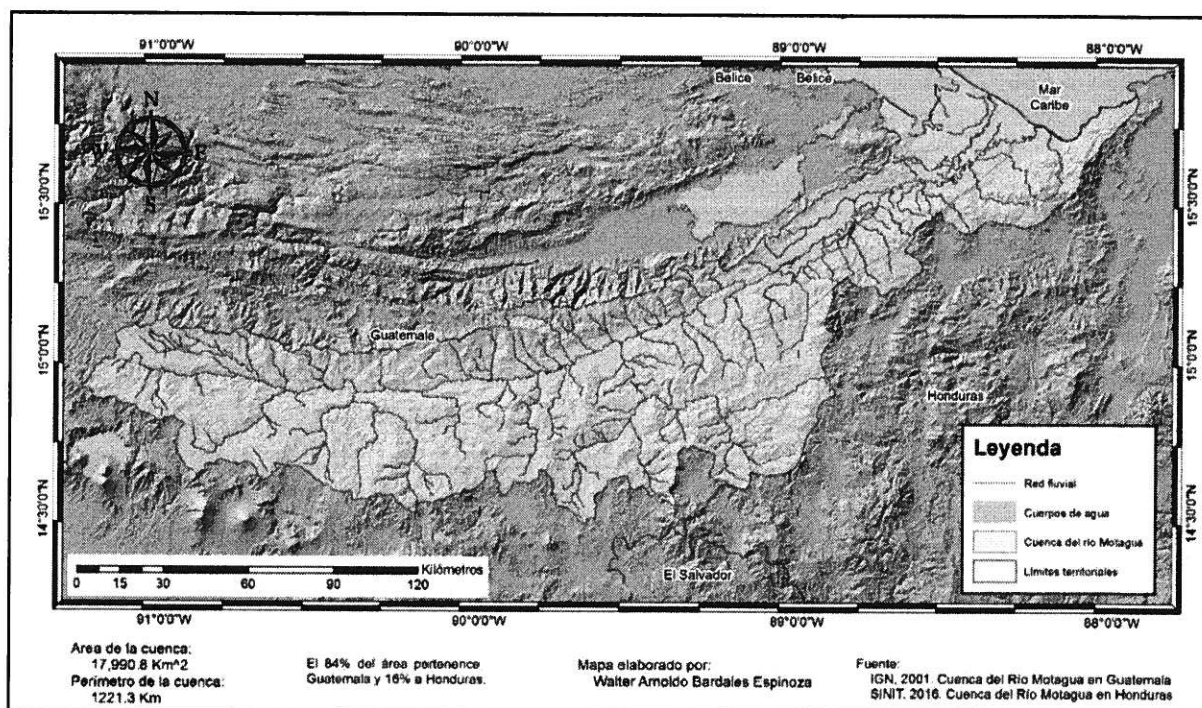 91°0'0"W 90°0'0"W 89°0'0"W 88°0'0"W
Belice Belice
Mar
Caribe
N
E
S
15°30'0"N 15°30'0"N
Guatemala
15°0'0"N 15°0'0"N
Honduras
Leyenda
Red fluvial
Cuerpos de agua
Cuenca del río Motagua
Límites territoriales
14°30'0"N 14°30'0"N
El Salvador
Kilómetros
0 15 30 60 90 120
91°0'0"W 90°0'0"W 89°0'0"W 88°0'0"W
Area de la cuenca:
17,990.8 Km^2
Perímetro de la cuenca:
1221.3 Km
El 84% del área pertenence
Guatemala y 16% a Honduras.
Mapa elaborado por:
Walter Arnoldo Bardales Espinoza
Fuente:
IGN, 2001. Cuenca del Río Motagua en Guatemala
SINIT. 2016. Cuenca del Río Motagua en Honduras